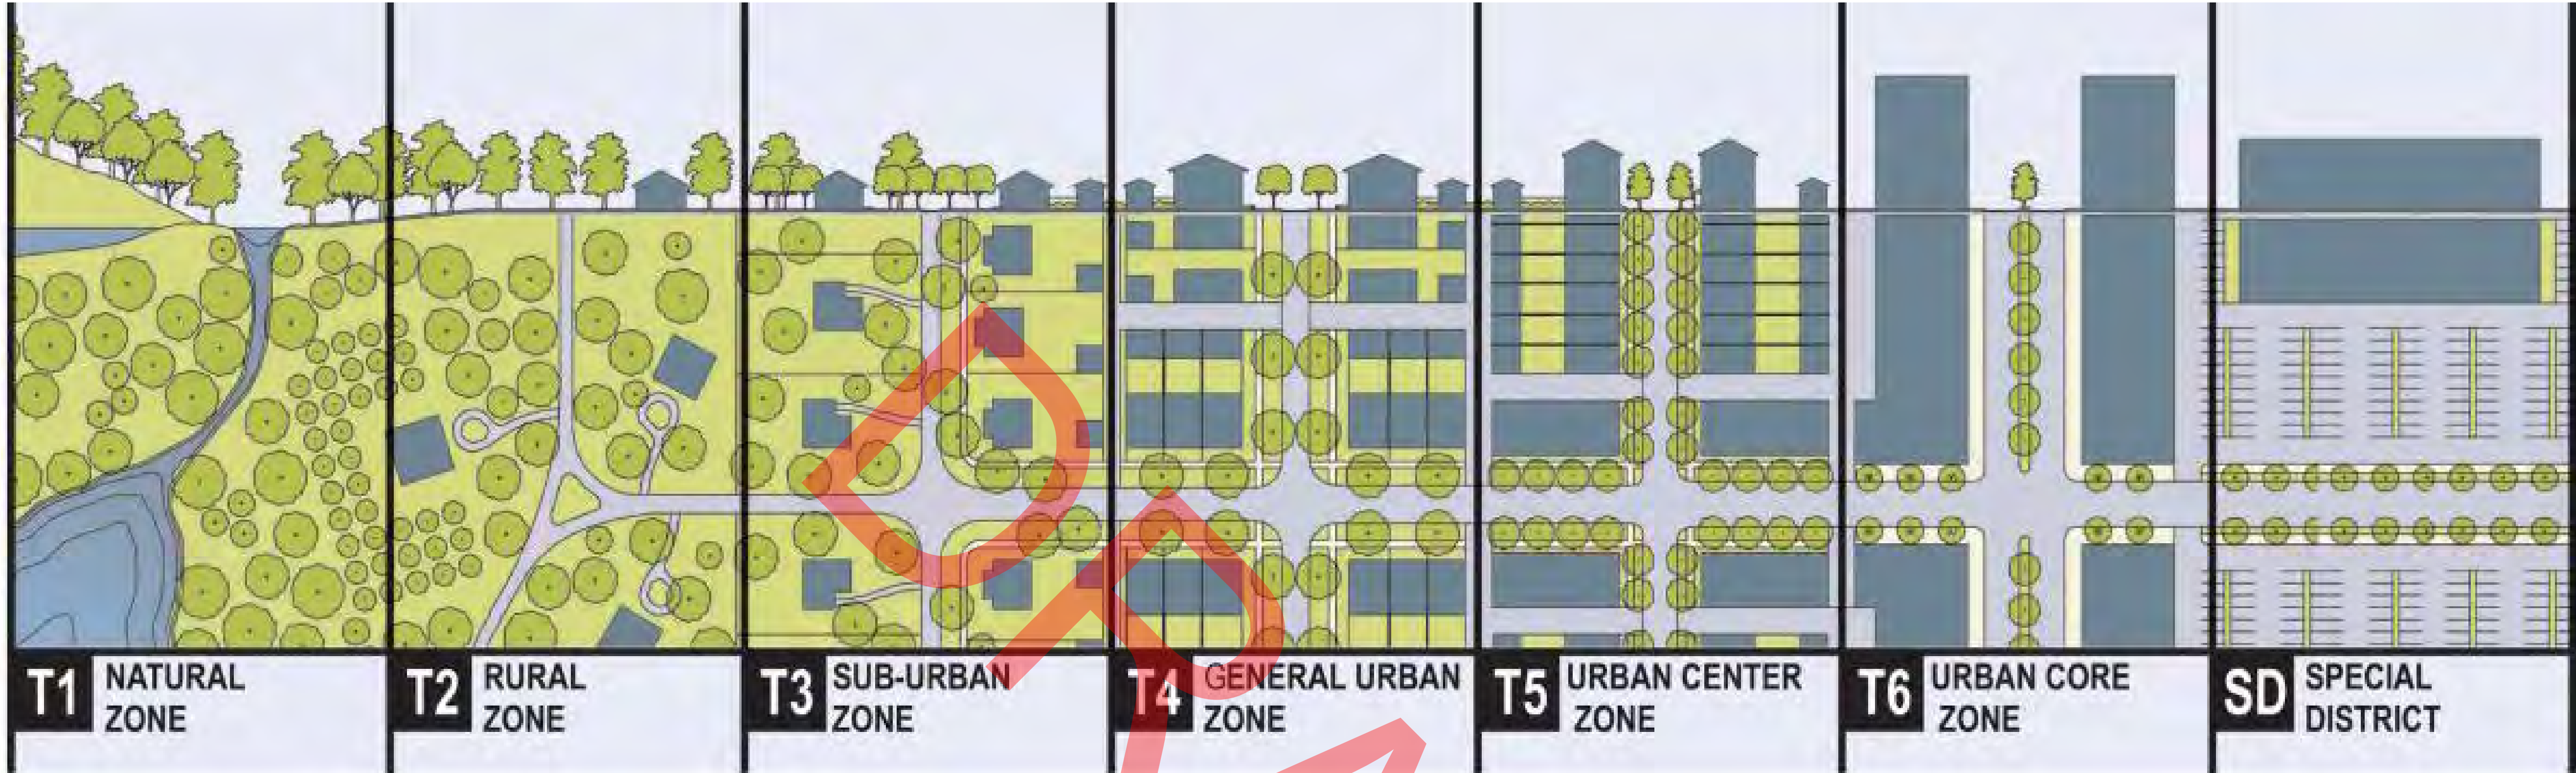 T1 NATURAL
ZONE
T2 RURAL
ZONE
T3 SUB-URBAN
ZONE
T4 GENERAL URBAN
ZONE
T5 URBAN CENTER
ZONE
T6 URBAN CORE
ZONE
SD SPECIAL
DISTRICT